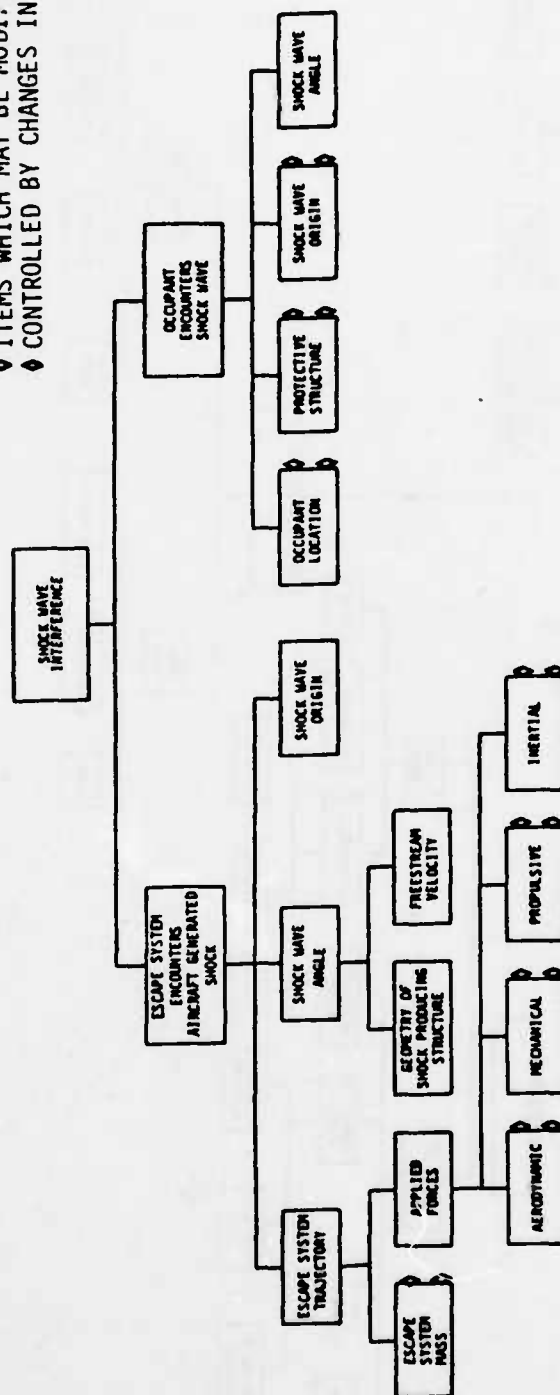 ◊ ITEMS WHICH MAY BE
◊ CONTROLLED BY CHANGES IN
SHOCK WAVE
INTERFERENCE
ESCAPE SYSTEM
ENCOUNTERS
AIRCRAFT GENERATED
SHOCK
OCCUPANT
ENCOUNTERS
SHOCK WAVE
ESCAPE SYSTEM
TRAJECTORY
SHOCK WAVE
ANGLE
SHOCK WAVE
ORIGIN
OCCUPANT
LOCATION
PROTECTIVE
STRUCTURE
SHOCK WAVE
ORIGIN
SHOCK WAVE
ANGLE
ESCAPE
SYSTEM
MASS
APPLIED
FORCES
GEOMETRY OF
SHOCK PRODUCING
STRUCTURE
FREESTREAM
VELOCITY
AERODYNAMIC
MECHANICAL
PROPULSIVE
INERTIAL